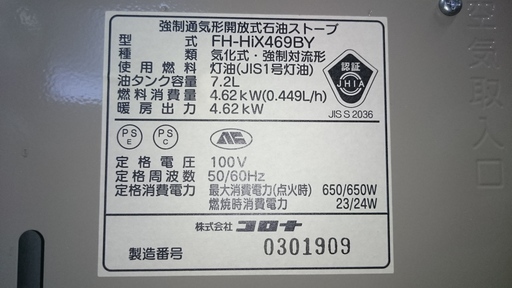 強制通気形開放式石油ストーブ
型式 FH-HiX469BY
種類 気化式・強制対流形
使用燃料 灯油(JIS1号灯油)
油タンク容量 7.2L
燃料消費量 4.62kW(0.449L/h)
暖房出力 4.62kW
認証
JHIA
JIS S 2036
PS E PS C
定格電圧 100V
定格周波数 50/60Hz
定格消費電力 最大消費電力(点火時) 650/650W
燃焼時消費電力 23/24W
株式会社 コロナ
製造番号 0301909
空気取入口